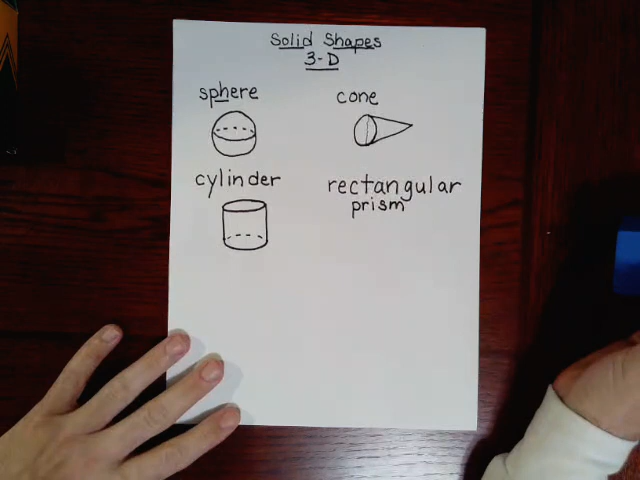 Solid Shapes
3-D
sphere
cone
cylinder
rectangular
prism